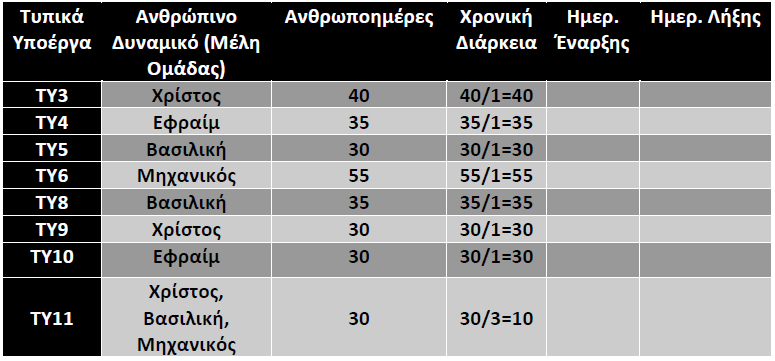 Τυπικά Υποέργα | Ανθρώπινο Δυναμικό (Μέλη Ομάδας) | Ανθρωποημέρες | Χρονική Διάρκεια | Ημερ. Έναρξης | Ημερ. Λήξης
ΤΥ3 | Χρίστος | 40 | 40/1=40
ΤΥ4 | Εφραίμ | 35 | 35/1=35
ΤΥ5 | Βασιλική | 30 | 30/1=30
ΤΥ6 | Μηχανικός | 55 | 55/1=55
ΤΥ8 | Βασιλική | 35 | 35/1=35
ΤΥ9 | Χρίστος | 30 | 30/1=30
ΤΥ10 | Εφραίμ | 30 | 30/1=30
ΤΥ11 | Χρίστος, Βασιλική, Μηχανικός | 30 | 30/3=10